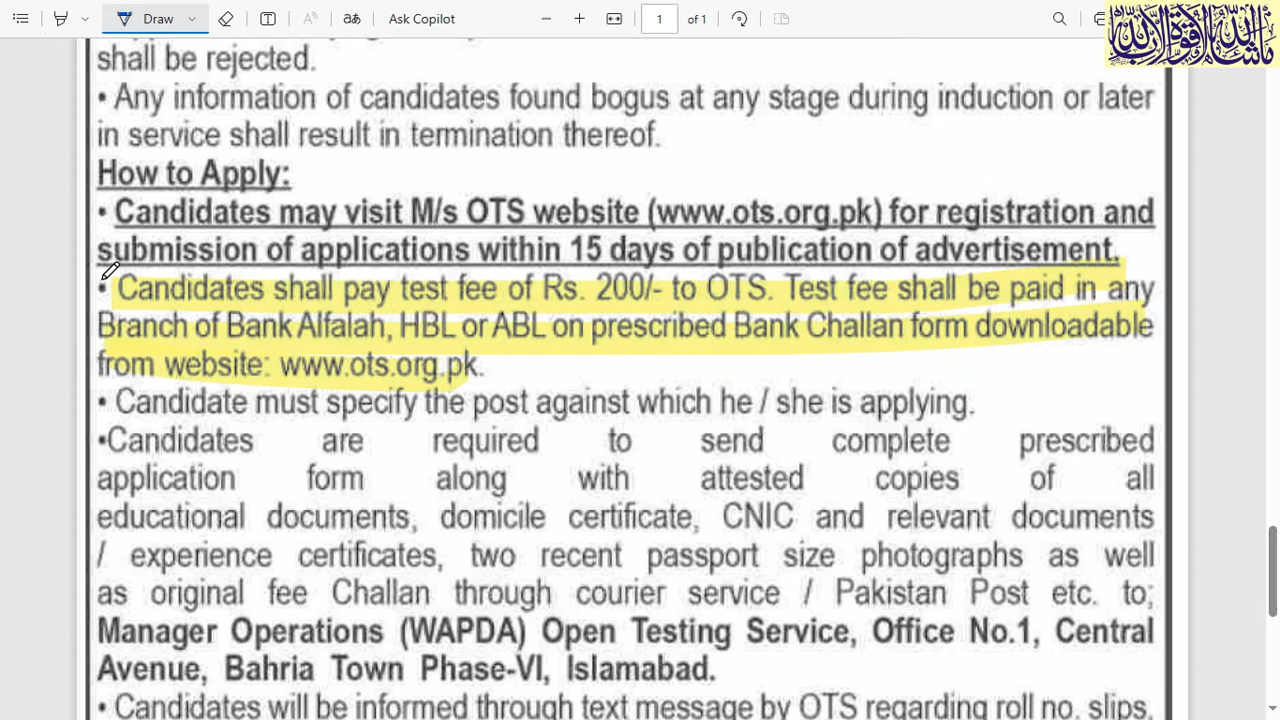 Draw
Ask Copilot
1 of 1
ماشاءاللہ لاقوۃ الا باللہ
shall be rejected.
• Any information of candidates found bogus at any stage during induction or later
in service shall result in termination thereof.
How to Apply:
• Candidates may visit M/s OTS website (www.ots.org.pk) for registration and
submission of applications within 15 days of publication of advertisement.
• Candidates shall pay test fee of Rs. 200/- to OTS. Test fee shall be paid in any
Branch of Bank Alfalah, HBL or ABL on prescribed Bank Challan form downloadable
from website: www.ots.org.pk.
• Candidate must specify the post against which he / she is applying.
•Candidates are required to send complete prescribed
application form along with attested copies of all
educational documents, domicile certificate, CNIC and relevant documents
/ experience certificates, two recent passport size photographs as well
as original fee Challan through courier service / Pakistan Post etc. to;
Manager Operations (WAPDA) Open Testing Service, Office No.1, Central
Avenue, Bahria Town Phase-VI, Islamabad.
• Candidates will be informed through text message by OTS regarding roll no. slips,